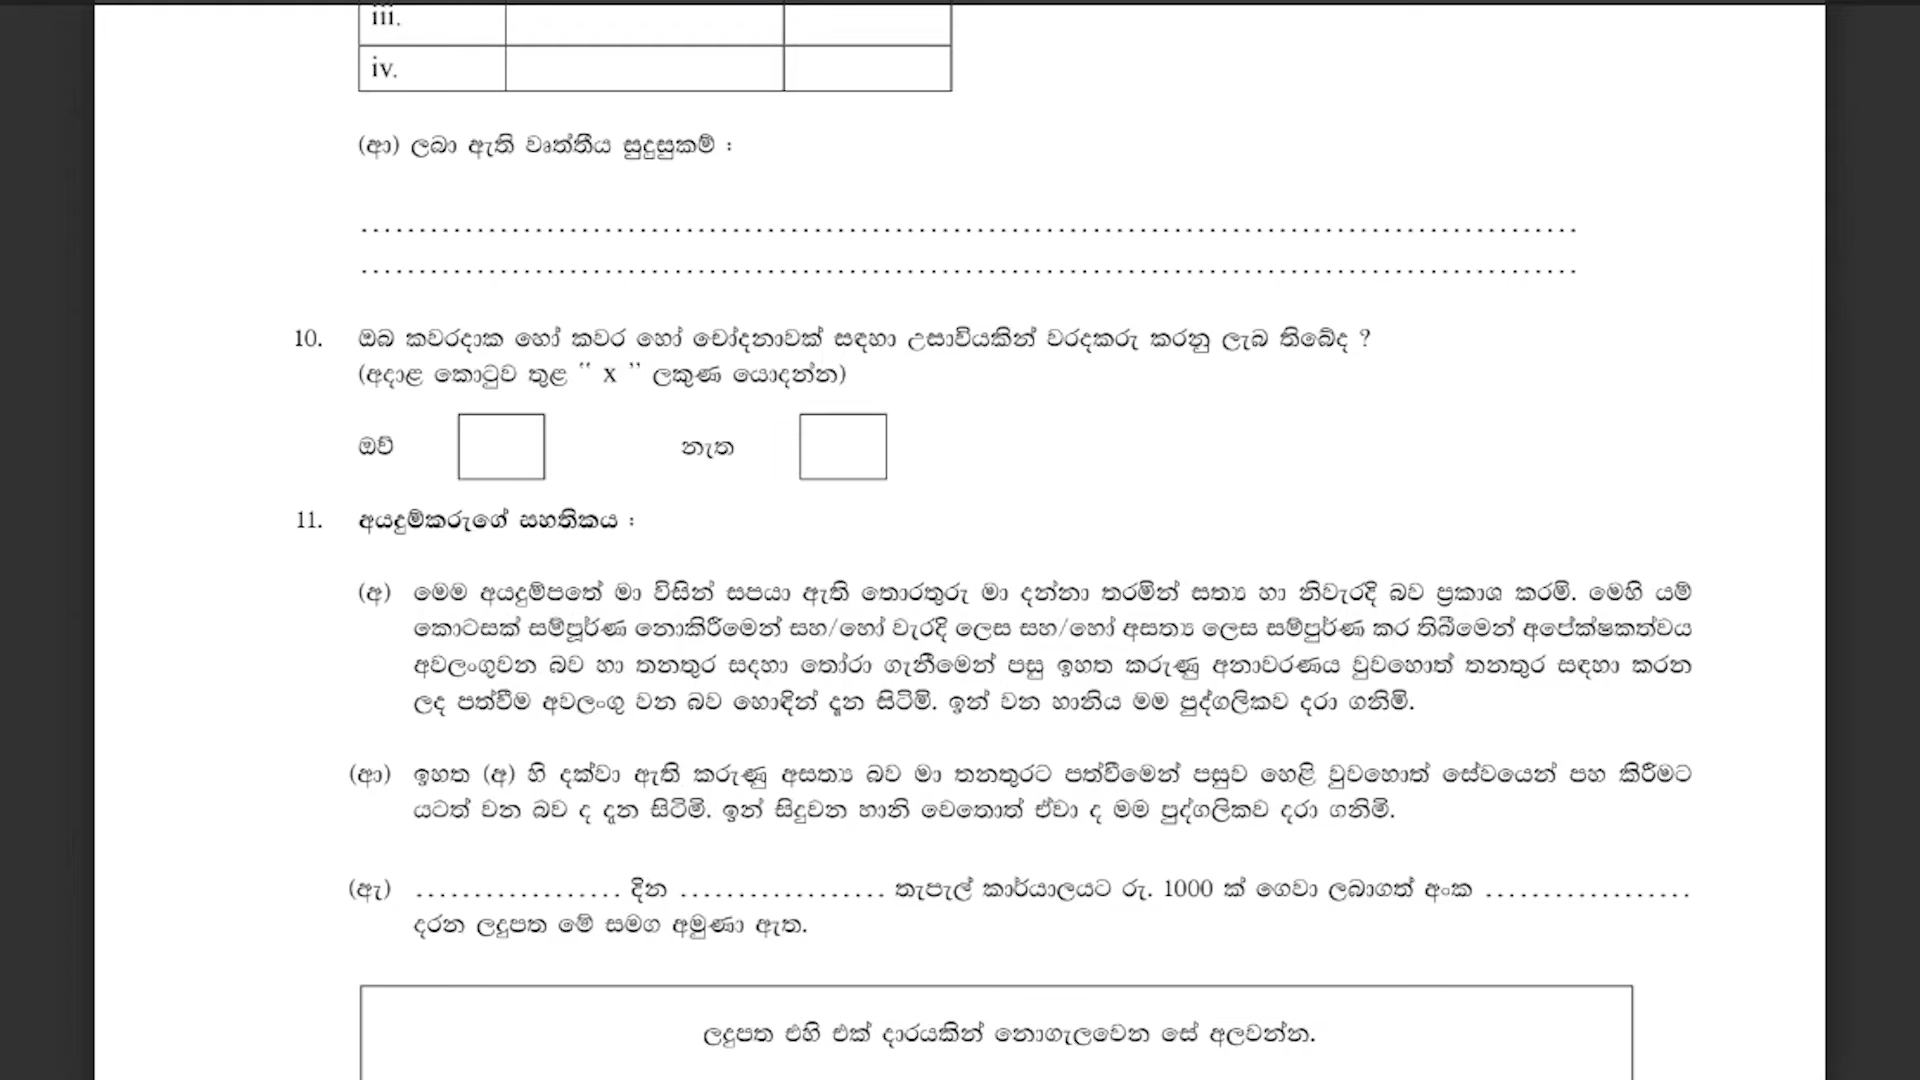 iii.
iv.
(ආ) ලබා ඇති වෘත්තීය සුදුසුකම් :
........................................................................................................
........................................................................................................
10. ඔබ කවරදාක හෝ කවර හෝ චෝදනාවක් සඳහා උසාවියකින් වරදකරු කරනු ලැබ තිබේද ?
(අදාළ කොටුව තුළ “ x ” ලකුණ යොදන්න)
ඔව් නැත
11. අයදුම්කරුගේ සහතිකය :
(අ) මෙම අයදුම්පතේ මා විසින් සපයා ඇති තොරතුරු මා දන්නා තරමින් සත්‍ය හා නිවැරදි බව ප්‍රකාශ කරමි. මෙහි යම්
කොටසක් සම්පූර්ණ නොකිරීමෙන් සහ/හෝ වැරදි ලෙස සහ/හෝ අසත්‍ය ලෙස සම්පුර්ණ කර තිබීමෙන් අපේක්ෂකත්වය
අවලංගුවන බව හා තනතුර සදහා තෝරා ගැනීමෙන් පසු ඉහත කරුණු අනාවරණය වුවහොත් තනතුර සඳහා කරන
ලද පත්වීම අවලංගු වන බව හොඳින් දූන සිටිමි. ඉන් වන හානිය මම පුද්ගලිකව දරා ගනිමි.
(ආ) ඉහත (අ) හි දක්වා ඇති කරුණු අසත්‍ය බව මා තනතුරට පත්වීමෙන් පසුව හෙළි වුවහොත් සේවයෙන් පහ කිරීමට
යටත් වන බව ද දූන සිටිමි. ඉන් සිදුවන හානි වෙතොත් ඒවා ද මම පුද්ගලිකව දරා ගනිමි.
(ඇ) .................. දින .................. තැපැල් කාර්යාලයට රු. 1000 ක් ගෙවා ලබාගත් අංක ..................
දරන ලදුපත මේ සමග අමුණා ඇත.
ලදුපත එහි එක් දාරයකින් නොගැලවෙන සේ අලවන්න.